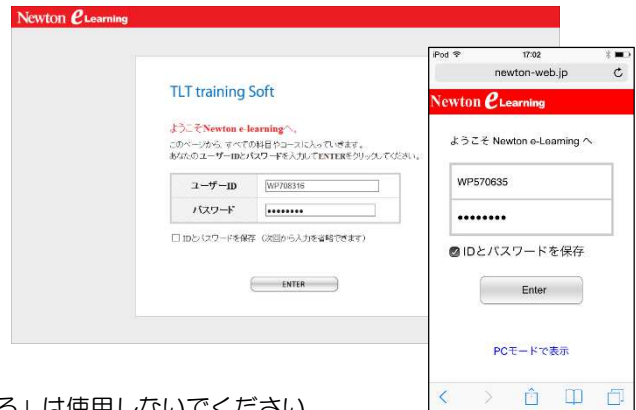 Newton eLearning
TLT training Soft
ようこそNewton e-learningへ。
このページから、すべての科目やコースに入っていきます。
あなたのユーザーIDとパスワードを入力してENTERをクリックしてください。
ユーザーID
WP708316
パスワード
••••••••
IDとパスワードを保存（次回から入力を省略できます）
ENTER
iPod
17:02
newton-web.jp
Newton eLearning
ようこそ Newton e-Learning へ
WP570635
••••••••
IDとパスワードを保存
Enter
PCモードで表示
る」は使用しないでください